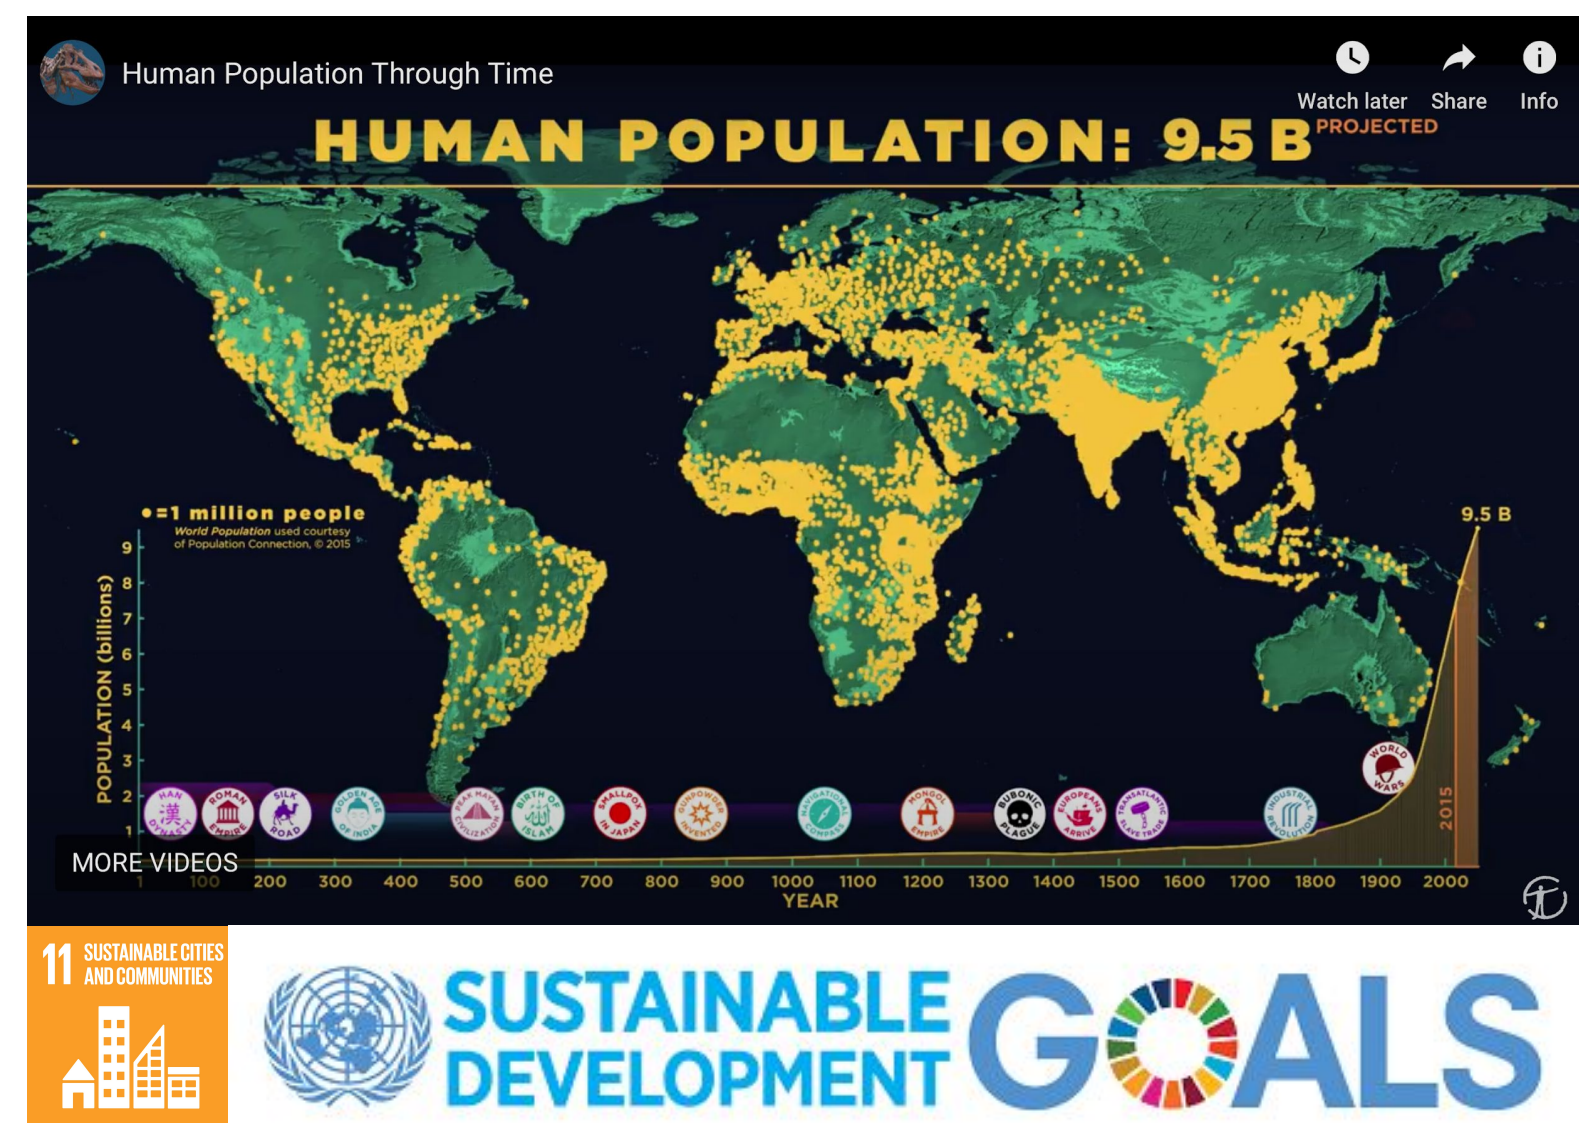 Human Population Through Time
Watch later
Share
Info
HUMAN POPULATION: 9.5 B PROJECTED
=1 million people
World Population used courtesy
of Population Connection, © 2015
9.5 B
POPULATION (billions)
9
8
7
6
5
4
3
2
1
HAN 漢 DYNASTY
ROMAN EMPIRE
SILK ROAD
GOLDEN AGE OF INDIA
PEAK MAYAN CIVILIZATION
BIRTH OF ISLAM
SMALLPOX IN JAPAN
GUNPOWDER INVENTED
NAVIGATIONAL COMPASS
MONGOL EMPIRE
BUBONIC PLAGUE
EUROPEANS ARRIVE
TRANSATLANTIC SLAVE TRADE
INDUSTRIAL REVOLUTION
WORLD WARS
2015
MORE VIDEOS
1 100 200 300 400 500 600 700 800 900 1000 1100 1200 1300 1400 1500 1600 1700 1800 1900 2000
YEAR
11 SUSTAINABLE CITIES
AND COMMUNITIES
SUSTAINABLE
DEVELOPMENT
GOALS